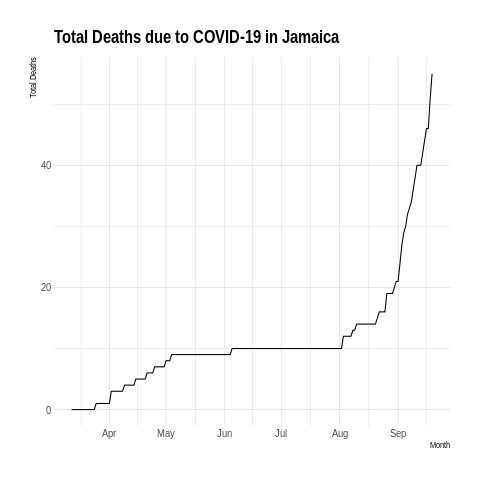 Total Deaths due to COVID-19 in Jamaica
Total Deaths
40
20
0
Apr May Jun Jul Aug Sep
Month